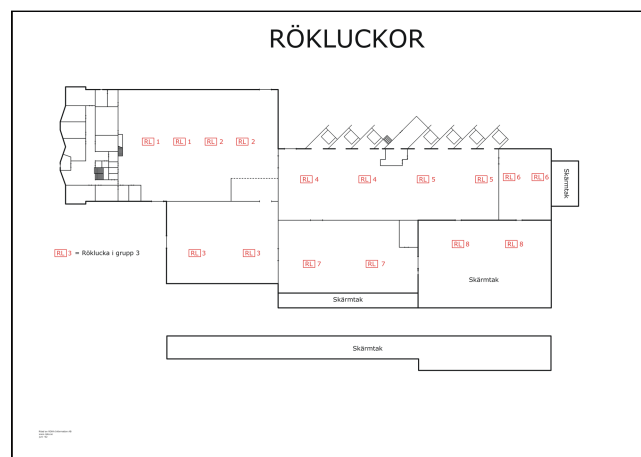 RÖKLUCKOR
RL 1 RL 1 RL 2 RL 2
RL 4 RL 4 RL 5 RL 5 RL 6 RL 6
Skärmtak
RL 3 = Röklucka i grupp 3
RL 3 RL 3
RL 7 RL 7
RL 8 RL 8
Skärmtak
Skärmtak
Skärmtak